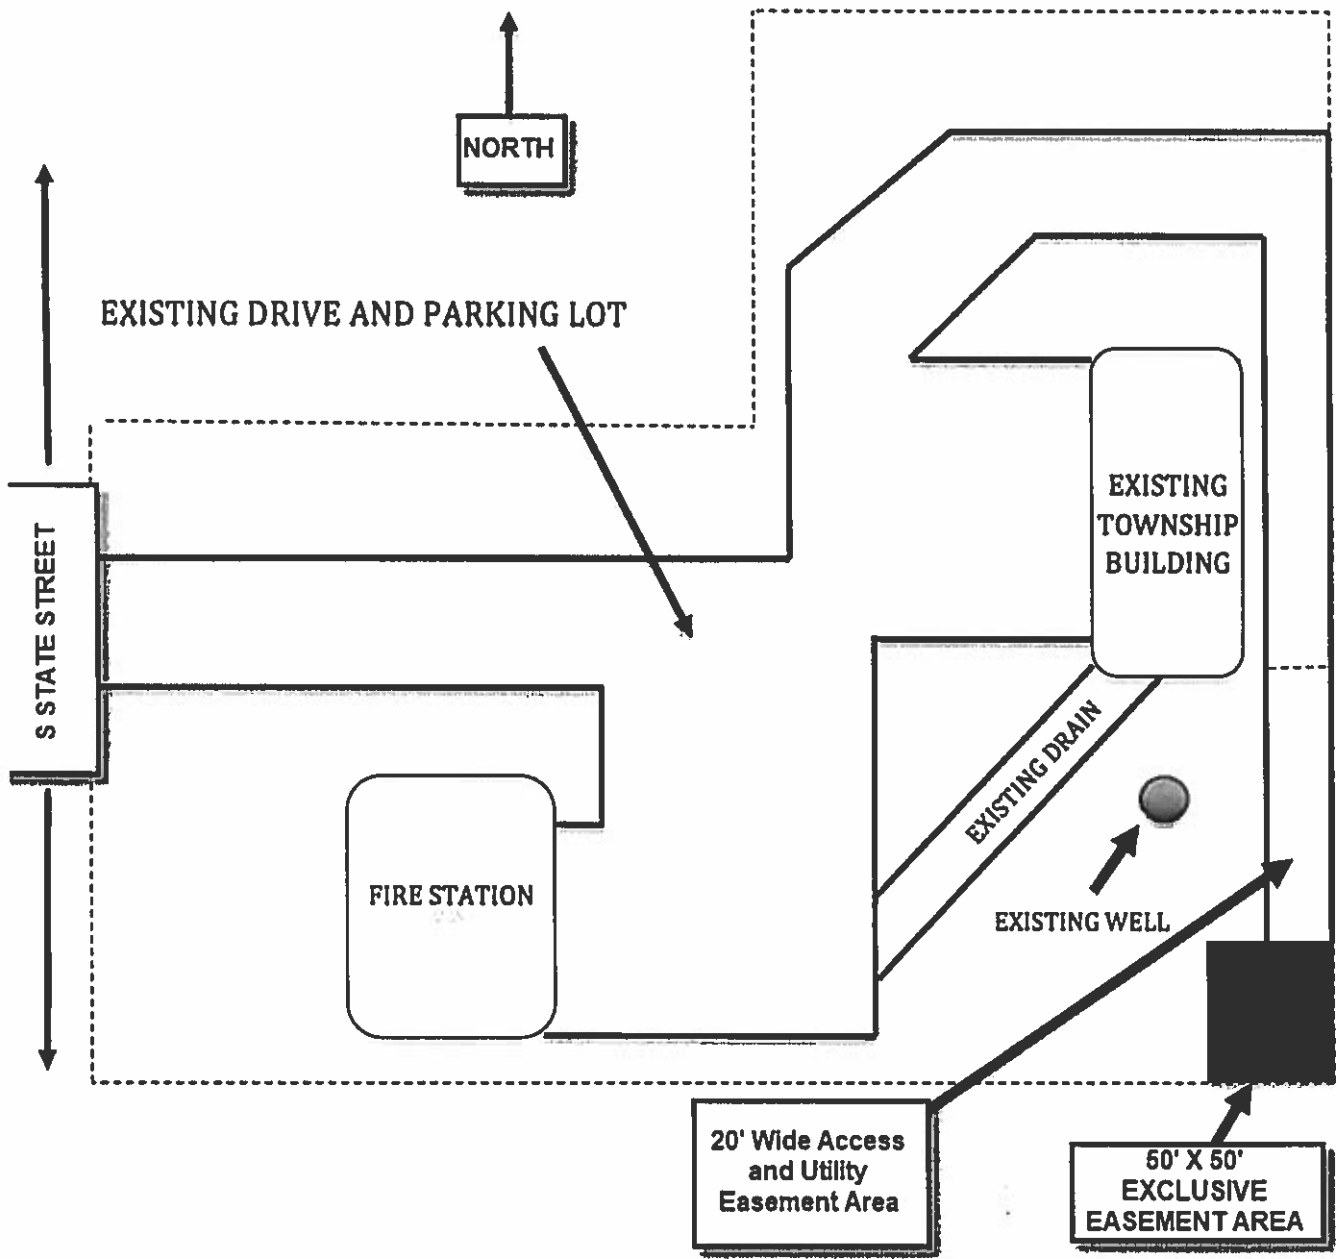 NORTH
EXISTING DRIVE AND PARKING LOT
EXISTING
TOWNSHIP
BUILDING
S STATE STREET
EXISTING DRAIN
FIRE STATION
EXISTING WELL
20' Wide Access
and Utility
Easement Area
50' X 50'
EXCLUSIVE
EASEMENT AREA